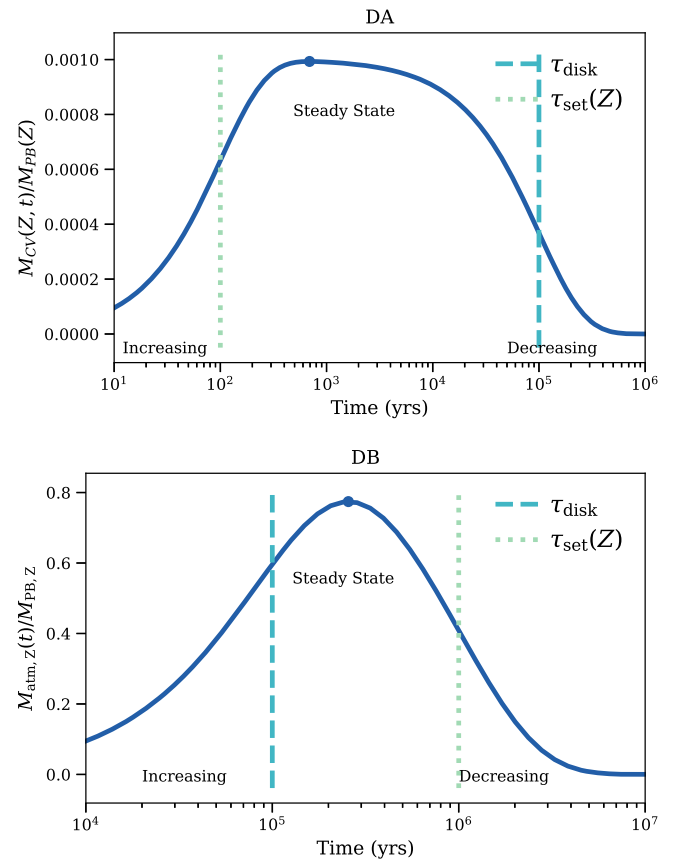 DA
M_CV(Z, t)/M_PB(Z)
0.0010
0.0008
0.0006
0.0004
0.0002
0.0000
τ_disk
τ_set(Z)
Steady State
Increasing
Decreasing
10^1 10^2 10^3 10^4 10^5 10^6
Time (yrs)
DB
M_atm, Z(t)/M_PB, Z
0.8
0.6
0.4
0.2
0.0
τ_disk
τ_set(Z)
Steady State
Increasing
Decreasing
10^4 10^5 10^6 10^7
Time (yrs)